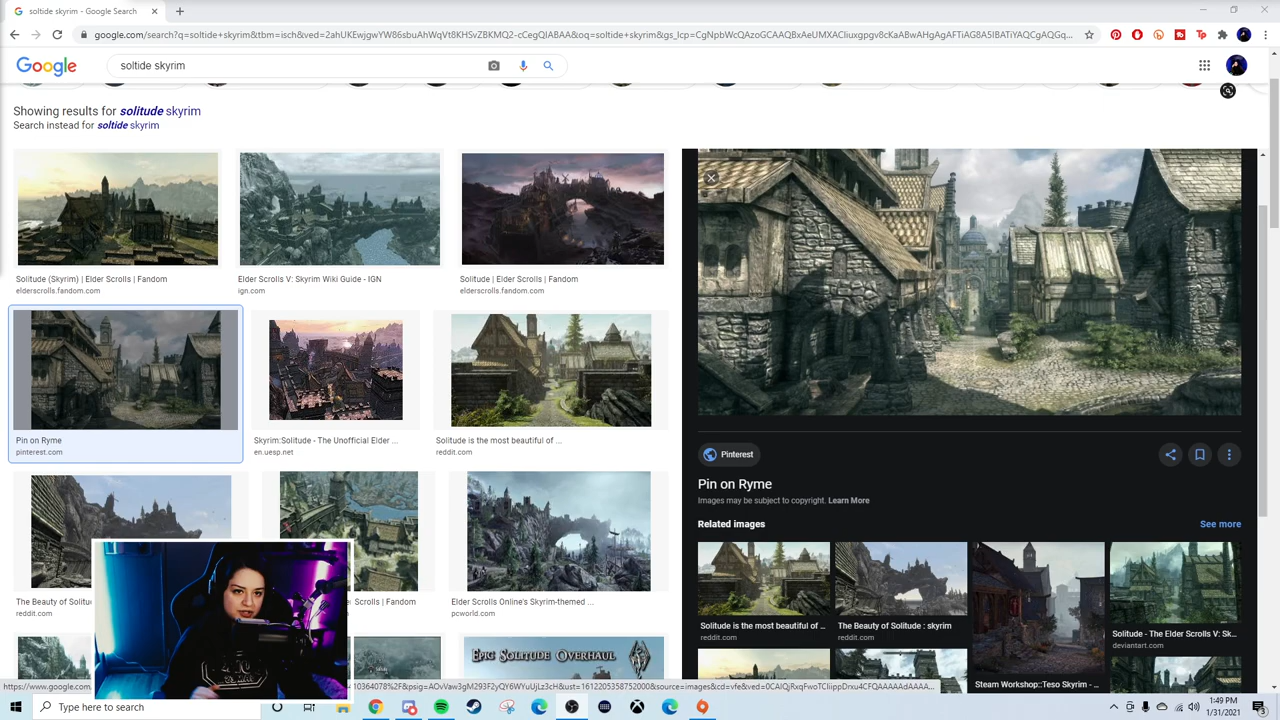 soltide skyrim - Google Search
google.com/search?q=soltide+skyrim&tbm=isch&ved=2ahUKEwjgwYW86sbuAhWqVt8KHSvZBKMQ2-cCegQIABAA&oq=soltide+skyrim&gs_lcp=
Google
soltide skyrim
Showing results for solitude skyrim
Search instead for soltide skyrim
Solitude (Skyrim) | Elder Scrolls | Fandom
elderscrolls.fandom.com
Elder Scrolls V: Skyrim Wiki Guide - IGN
ign.com
Solitude | Elder Scrolls | Fandom
elderscrolls.fandom.com
Pin on Ryme
pinterest.com
Skyrim:Solitude - The Unofficial Elder ...
en.uesp.net
Solitude is the most beautiful of ...
reddit.com
The Beauty of Solitu
reddit.com
Scrolls | Fandom
Elder Scrolls Online's Skyrim-themed ...
pcworld.com
EPIC SOLITUDE OVERHAUL
Pinterest
Pin on Ryme
Images may be subject to copyright. Learn More
Related images
See more
Solitude is the most beautiful of ...
reddit.com
The Beauty of Solitude : skyrim
reddit.com
Steam Workshop::Teso Skyrim - ...
Solitude - The Elder Scrolls V: Sk...
deviantart.com
https://www.google.com
Type here to search
1:49 PM
1/31/2021
3